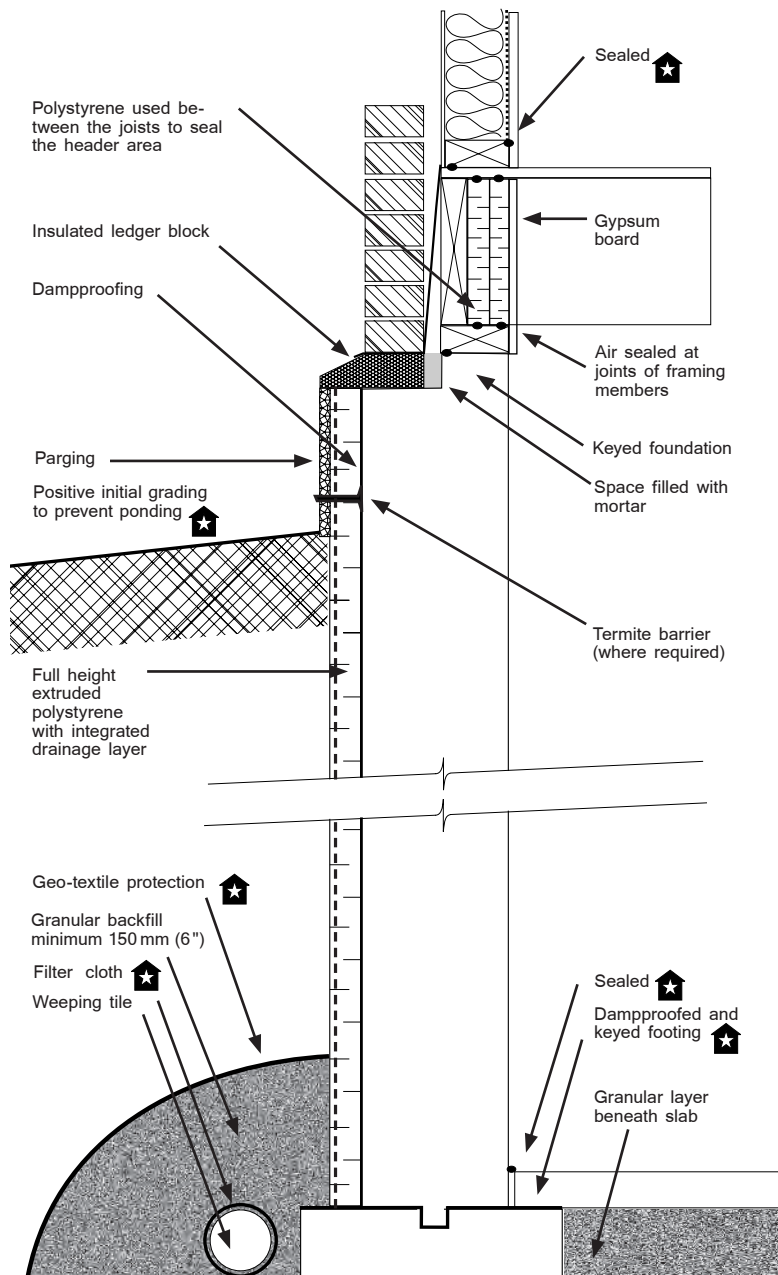 Sealed
Polystyrene used be-
tween the joists to seal
the header area
Insulated ledger block
Gypsum
board
Dampproofing
Air sealed at
joints of framing
members
Keyed foundation
Parging
Space filled with
mortar
Positive initial grading
to prevent ponding
Termite barrier
(where required)
Full height
extruded
polystyrene
with integrated
drainage layer
Geo-textile protection
Granular backfill
minimum 150 mm (6")
Filter cloth
Weeping tile
Sealed
Dampproofed and
keyed footing
Granular layer
beneath slab